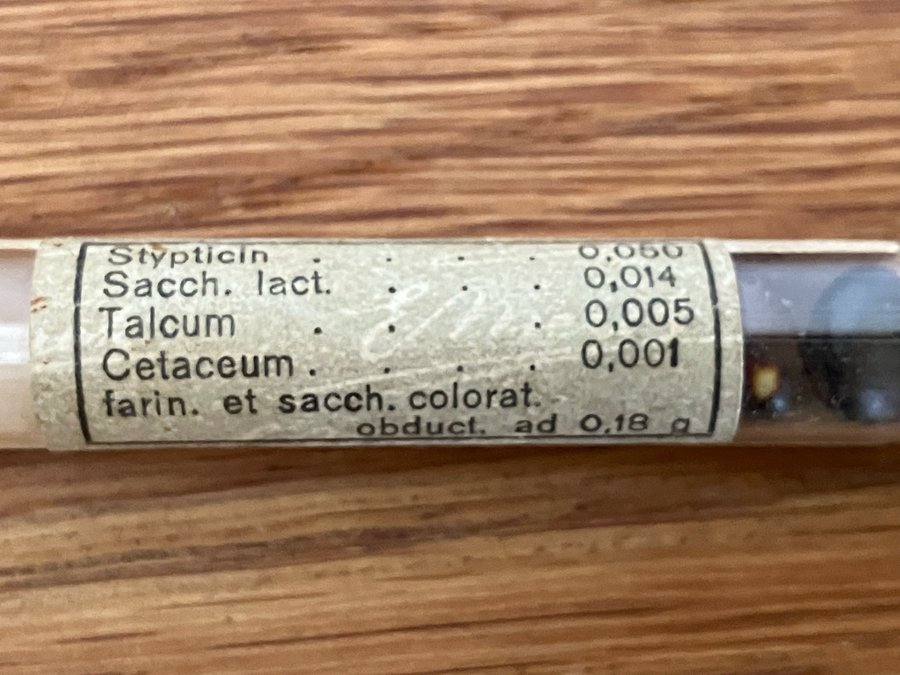 Stypticin . . . . 0,050
Sacch. lact. . . . 0,014
Talcum . . . 0,005
Cetaceum . . . . 0,001
farin. et sacch. colorat.
obduct. ad 0,18 g